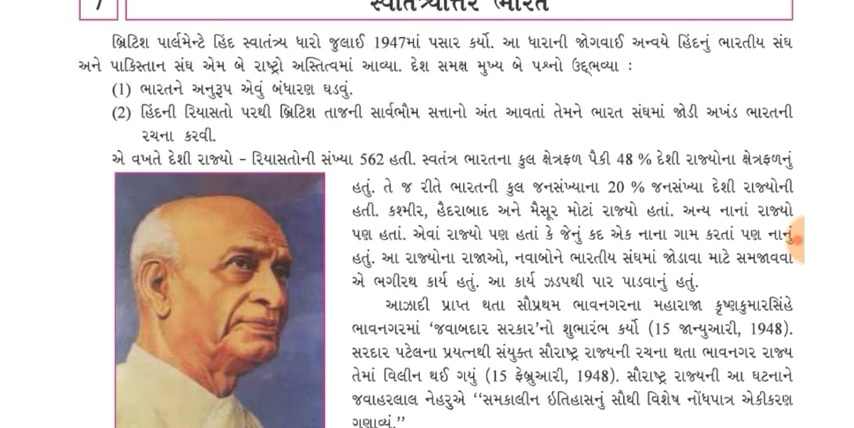 7
સ્વાતંત્ર્યોત્તર ભારત
બ્રિટિશ પાર્લમેન્ટે હિંદ સ્વાતંત્ર્ય ધારો જુલાઈ 1947માં પસાર કર્યો. આ ધારાની જોગવાઈ અન્વયે હિંદનું ભારતીય સંઘ
અને પાકિસ્તાન સંઘ એમ બે રાષ્ટ્રો અસ્તિત્વમાં આવ્યા. દેશ સમક્ષ મુખ્ય બે પ્રશ્નો ઉદ્ભવ્યા :
(1) ભારતને અનુરૂપ એવું બંધારણ ઘડવું.
(2) હિંદની રિયાસતો પરથી બ્રિટિશ તાજની સાર્વભૌમ સત્તાનો અંત આવતાં તેમને ભારત સંઘમાં જોડી અખંડ ભારતની
રચના કરવી.
એ વખતે દેશી રાજ્યો - રિયાસતોની સંખ્યા 562 હતી. સ્વતંત્ર ભારતના કુલ ક્ષેત્રફળ પૈકી 48 % દેશી રાજ્યોના ક્ષેત્રફળનું
હતું. તે જ રીતે ભારતની કુલ જનસંખ્યાના 20 % જનસંખ્યા દેશી રાજ્યોની
હતી. કશ્મીર, હૈદરાબાદ અને મૈસૂર મોટાં રાજ્યો હતાં. અન્ય નાનાં રાજ્યો
પણ હતાં. એવાં રાજ્યો પણ હતાં કે જેનું કદ એક નાના ગામ કરતાં પણ નાનું
હતું. આ રાજ્યોના રાજાઓ, નવાબોને ભારતીય સંઘમાં જોડાવા માટે સમજાવવા
એ ભગીરથ કાર્ય હતું. આ કાર્ય ઝડપથી પાર પાડવાનું હતું.
આઝાદી પ્રાપ્ત થતા સૌપ્રથમ ભાવનગરના મહારાજા કૃષ્ણકુમારસિંહે
ભાવનગરમાં ‘જવાબદાર સરકાર’નો શુભારંભ કર્યો (15 જાન્યુઆરી, 1948).
સરદાર પટેલના પ્રયત્નથી સંયુક્ત સૌરાષ્ટ્ર રાજ્યની રચના થતા ભાવનગર રાજ્ય
તેમાં વિલીન થઈ ગયું (15 ફેબ્રુઆરી, 1948). સૌરાષ્ટ્ર રાજ્યની આ ઘટનાને
જવાહરલાલ નેહરુએ “સમકાલીન ઇતિહાસનું સૌથી વિશેષ નોંધપાત્ર એકીકરણ
ગણાવ્યું.”